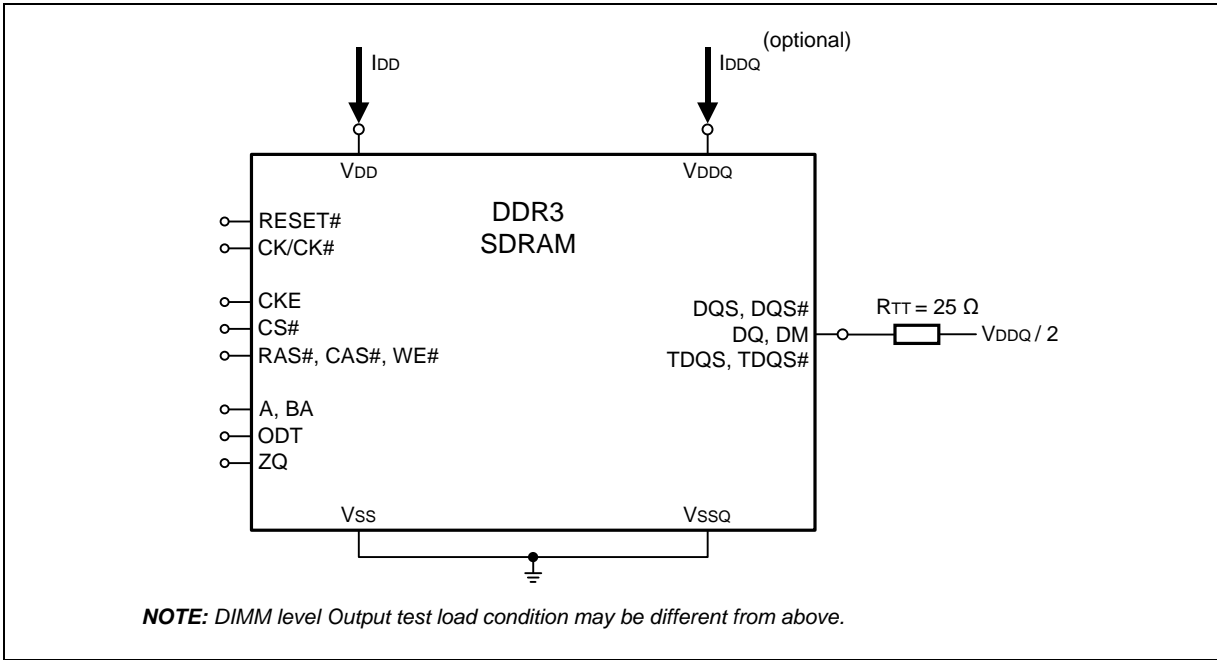 (optional)
IDD
IDDQ
VDD
VDDQ
DDR3
SDRAM
RESET#
CK/CK#
CKE
CS#
RAS#, CAS#, WE#
A, BA
ODT
ZQ
DQS, DQS#
DQ, DM
TDQS, TDQS#
RTT = 25 Ω
VDDQ / 2
VSS
VSSQ
NOTE: DIMM level Output test load condition may be different from above.